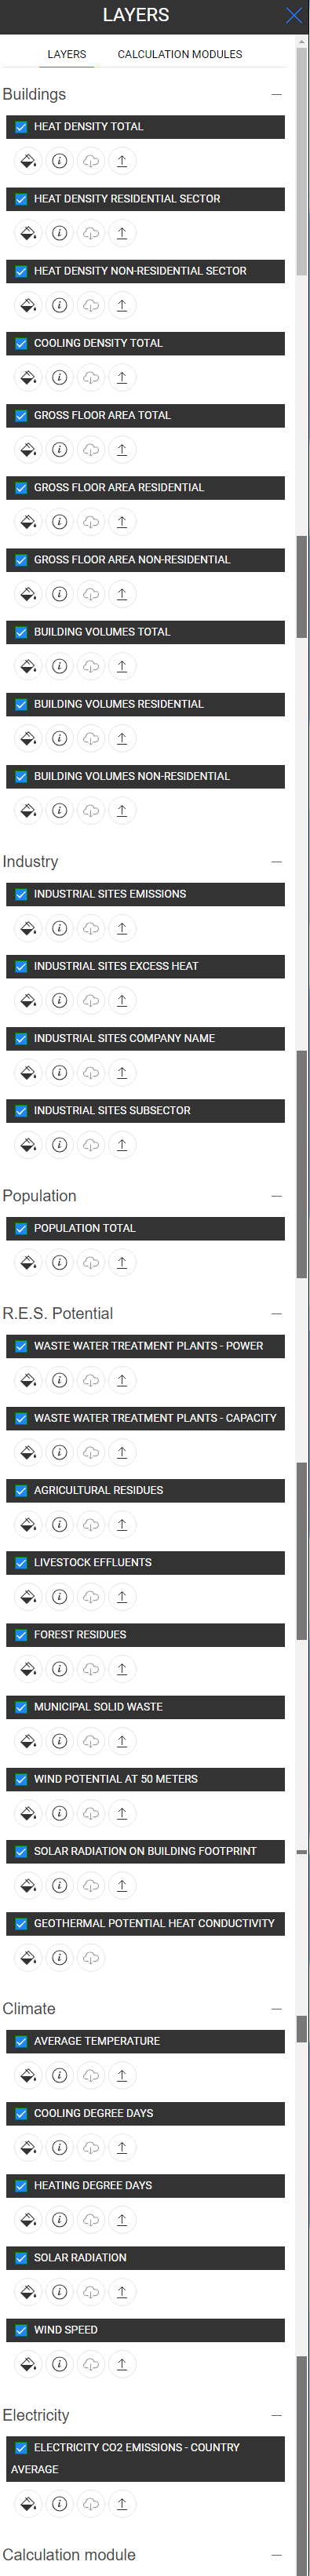 LAYERS
LAYERS CALCULATION MODULES
Buildings
HEAT DENSITY TOTAL
HEAT DENSITY RESIDENTIAL SECTOR
HEAT DENSITY NON-RESIDENTIAL SECTOR
COOLING DENSITY TOTAL
GROSS FLOOR AREA TOTAL
GROSS FLOOR AREA RESIDENTIAL
GROSS FLOOR AREA NON-RESIDENTIAL
BUILDING VOLUMES TOTAL
BUILDING VOLUMES RESIDENTIAL
BUILDING VOLUMES NON-RESIDENTIAL
Industry
INDUSTRIAL SITES EMISSIONS
INDUSTRIAL SITES EXCESS HEAT
INDUSTRIAL SITES COMPANY NAME
INDUSTRIAL SITES SUBSECTOR
Population
POPULATION TOTAL
R.E.S. Potential
WASTE WATER TREATMENT PLANTS - POWER
WASTE WATER TREATMENT PLANTS - CAPACITY
AGRICULTURAL RESIDUES
LIVESTOCK EFFLUENTS
FOREST RESIDUES
MUNICIPAL SOLID WASTE
WIND POTENTIAL AT 50 METERS
SOLAR RADIATION ON BUILDING FOOTPRINT
GEOTHERMAL POTENTIAL HEAT CONDUCTIVITY
Climate
AVERAGE TEMPERATURE
COOLING DEGREE DAYS
HEATING DEGREE DAYS
SOLAR RADIATION
WIND SPEED
Electricity
ELECTRICITY CO2 EMISSIONS - COUNTRY
AVERAGE
Calculation module